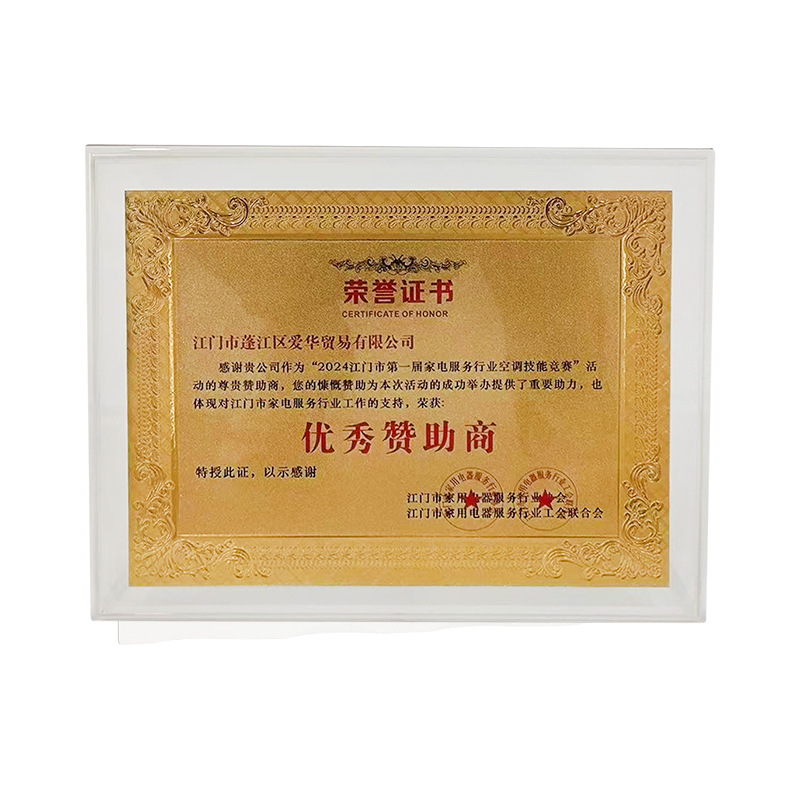 荣誉证书
CERTIFICATE OF HONOR
江门市蓬江区爱华贸易有限公司
感谢贵公司作为“2024江门市第一届家电服务行业空调技能竞赛”活
动的尊贵赞助商，您的慷慨赞助为本次活动的成功举办提供了重要助力，也
体现对江门市家电服务行业工作的支持，荣获:
优秀赞助商
特授此证，以示感谢
江门市家用电器服务行业协会
江门市家用电器服务行业工会联合会